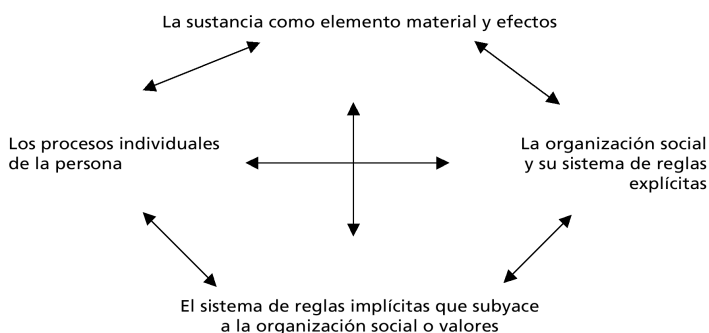 La sustancia como elemento material y efectos
Los procesos individuales
de la persona
La organización social
y su sistema de reglas
explícitas
El sistema de reglas implícitas que subyace
a la organización social o valores